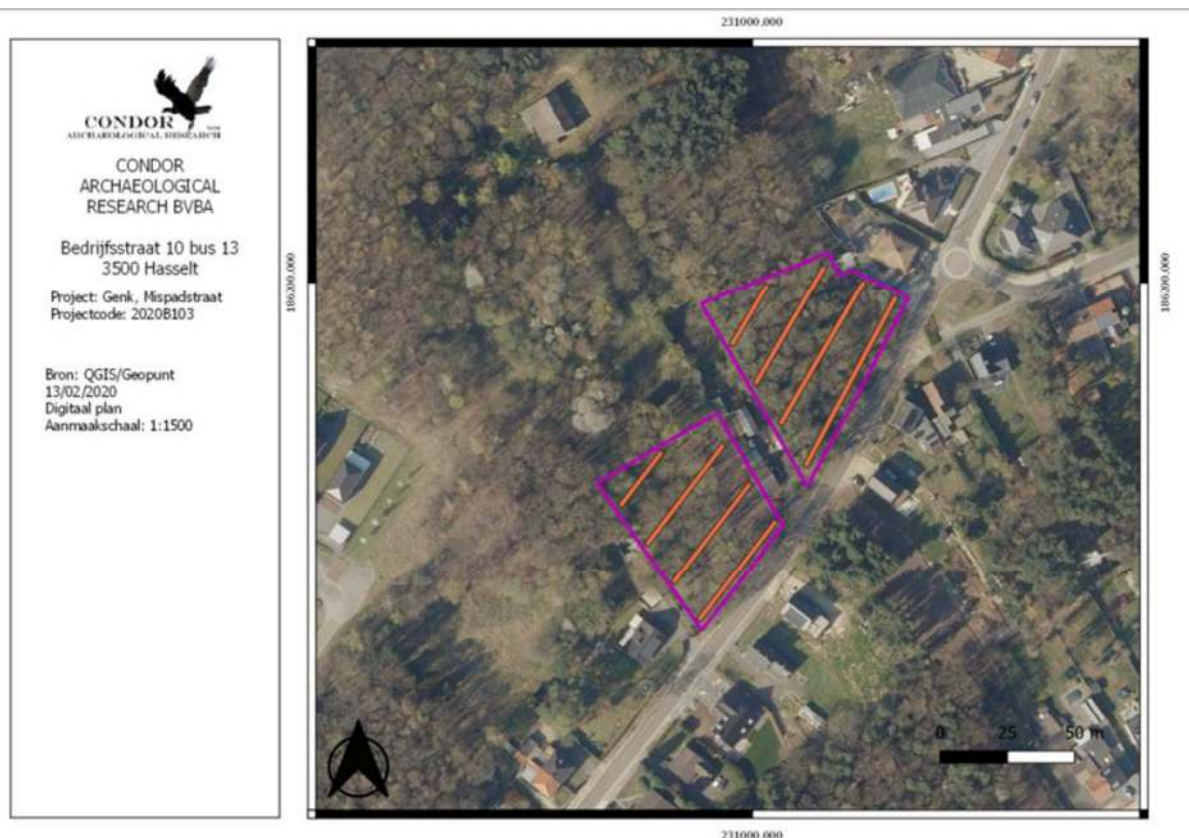 CONDOR
ARCHAEOLOGICAL RESEARCH
CONDOR
ARCHAEOLOGICAL
RESEARCH BVBA
Bedrijfsstraat 10 bus 13
3500 Hasselt
Project: Genk, Mispadstraat
Projectcode: 2020B103
Bron: QGIS/Geopunt
13/02/2020
Digitaal plan
Aanmaakschaal: 1:1500
231000.000
186200.000
186200.000
0 25 50 m
231000.000